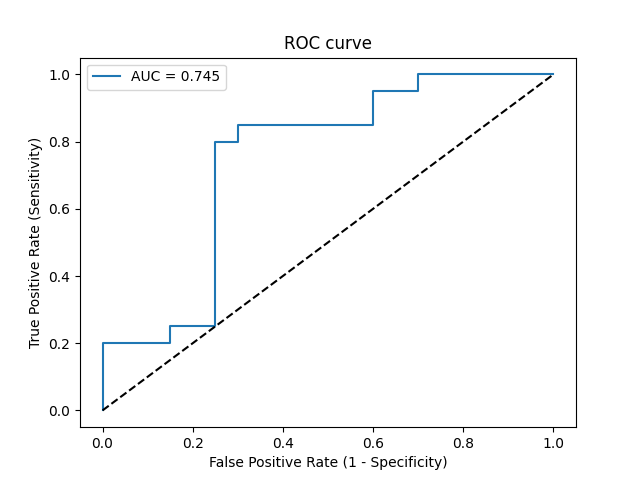 ROC curve
AUC = 0.745
True Positive Rate (Sensitivity)
1.0
0.8
0.6
0.4
0.2
0.0
0.0 0.2 0.4 0.6 0.8 1.0
False Positive Rate (1 - Specificity)